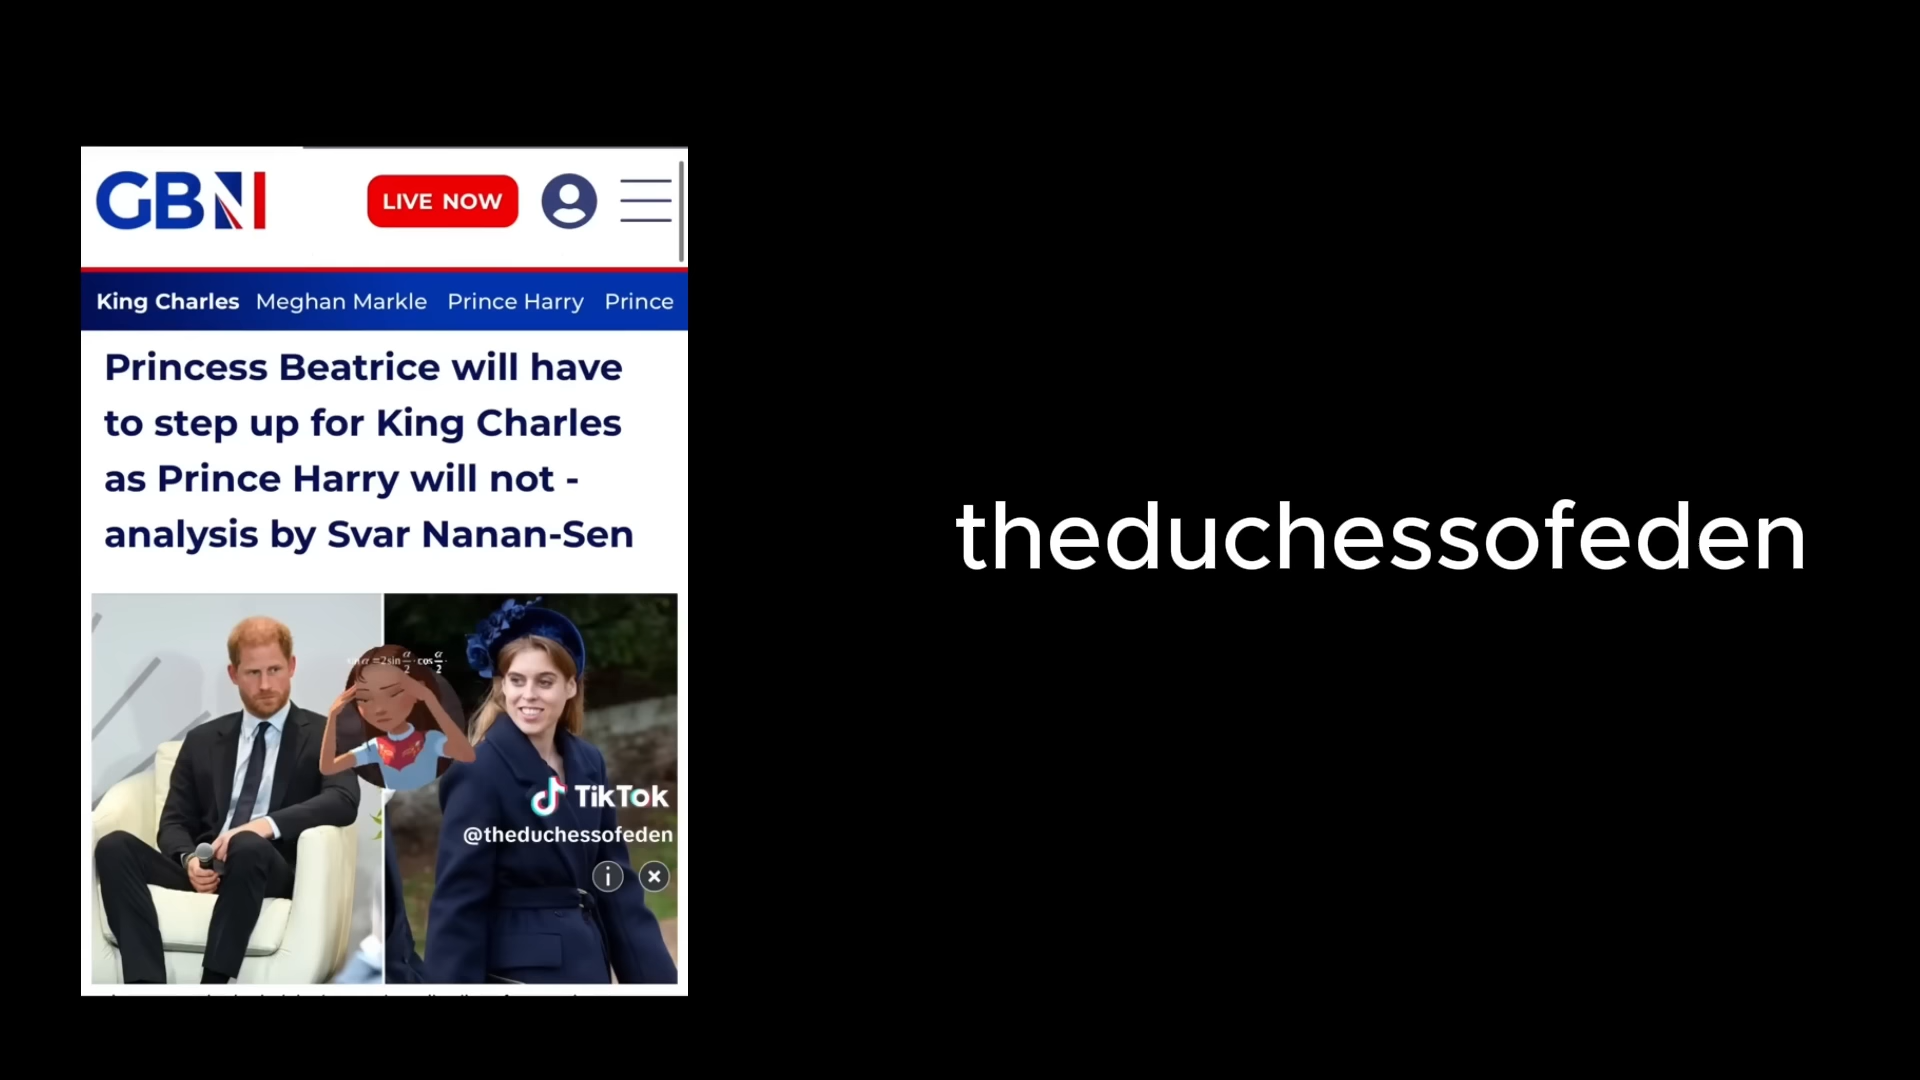 GBN
LIVE NOW
King Charles Meghan Markle Prince Harry Prince
Princess Beatrice will have
to step up for King Charles
as Prince Harry will not -
analysis by Svar Nanan-Sen
TikTok
@theduchessofeden
theduchessofeden